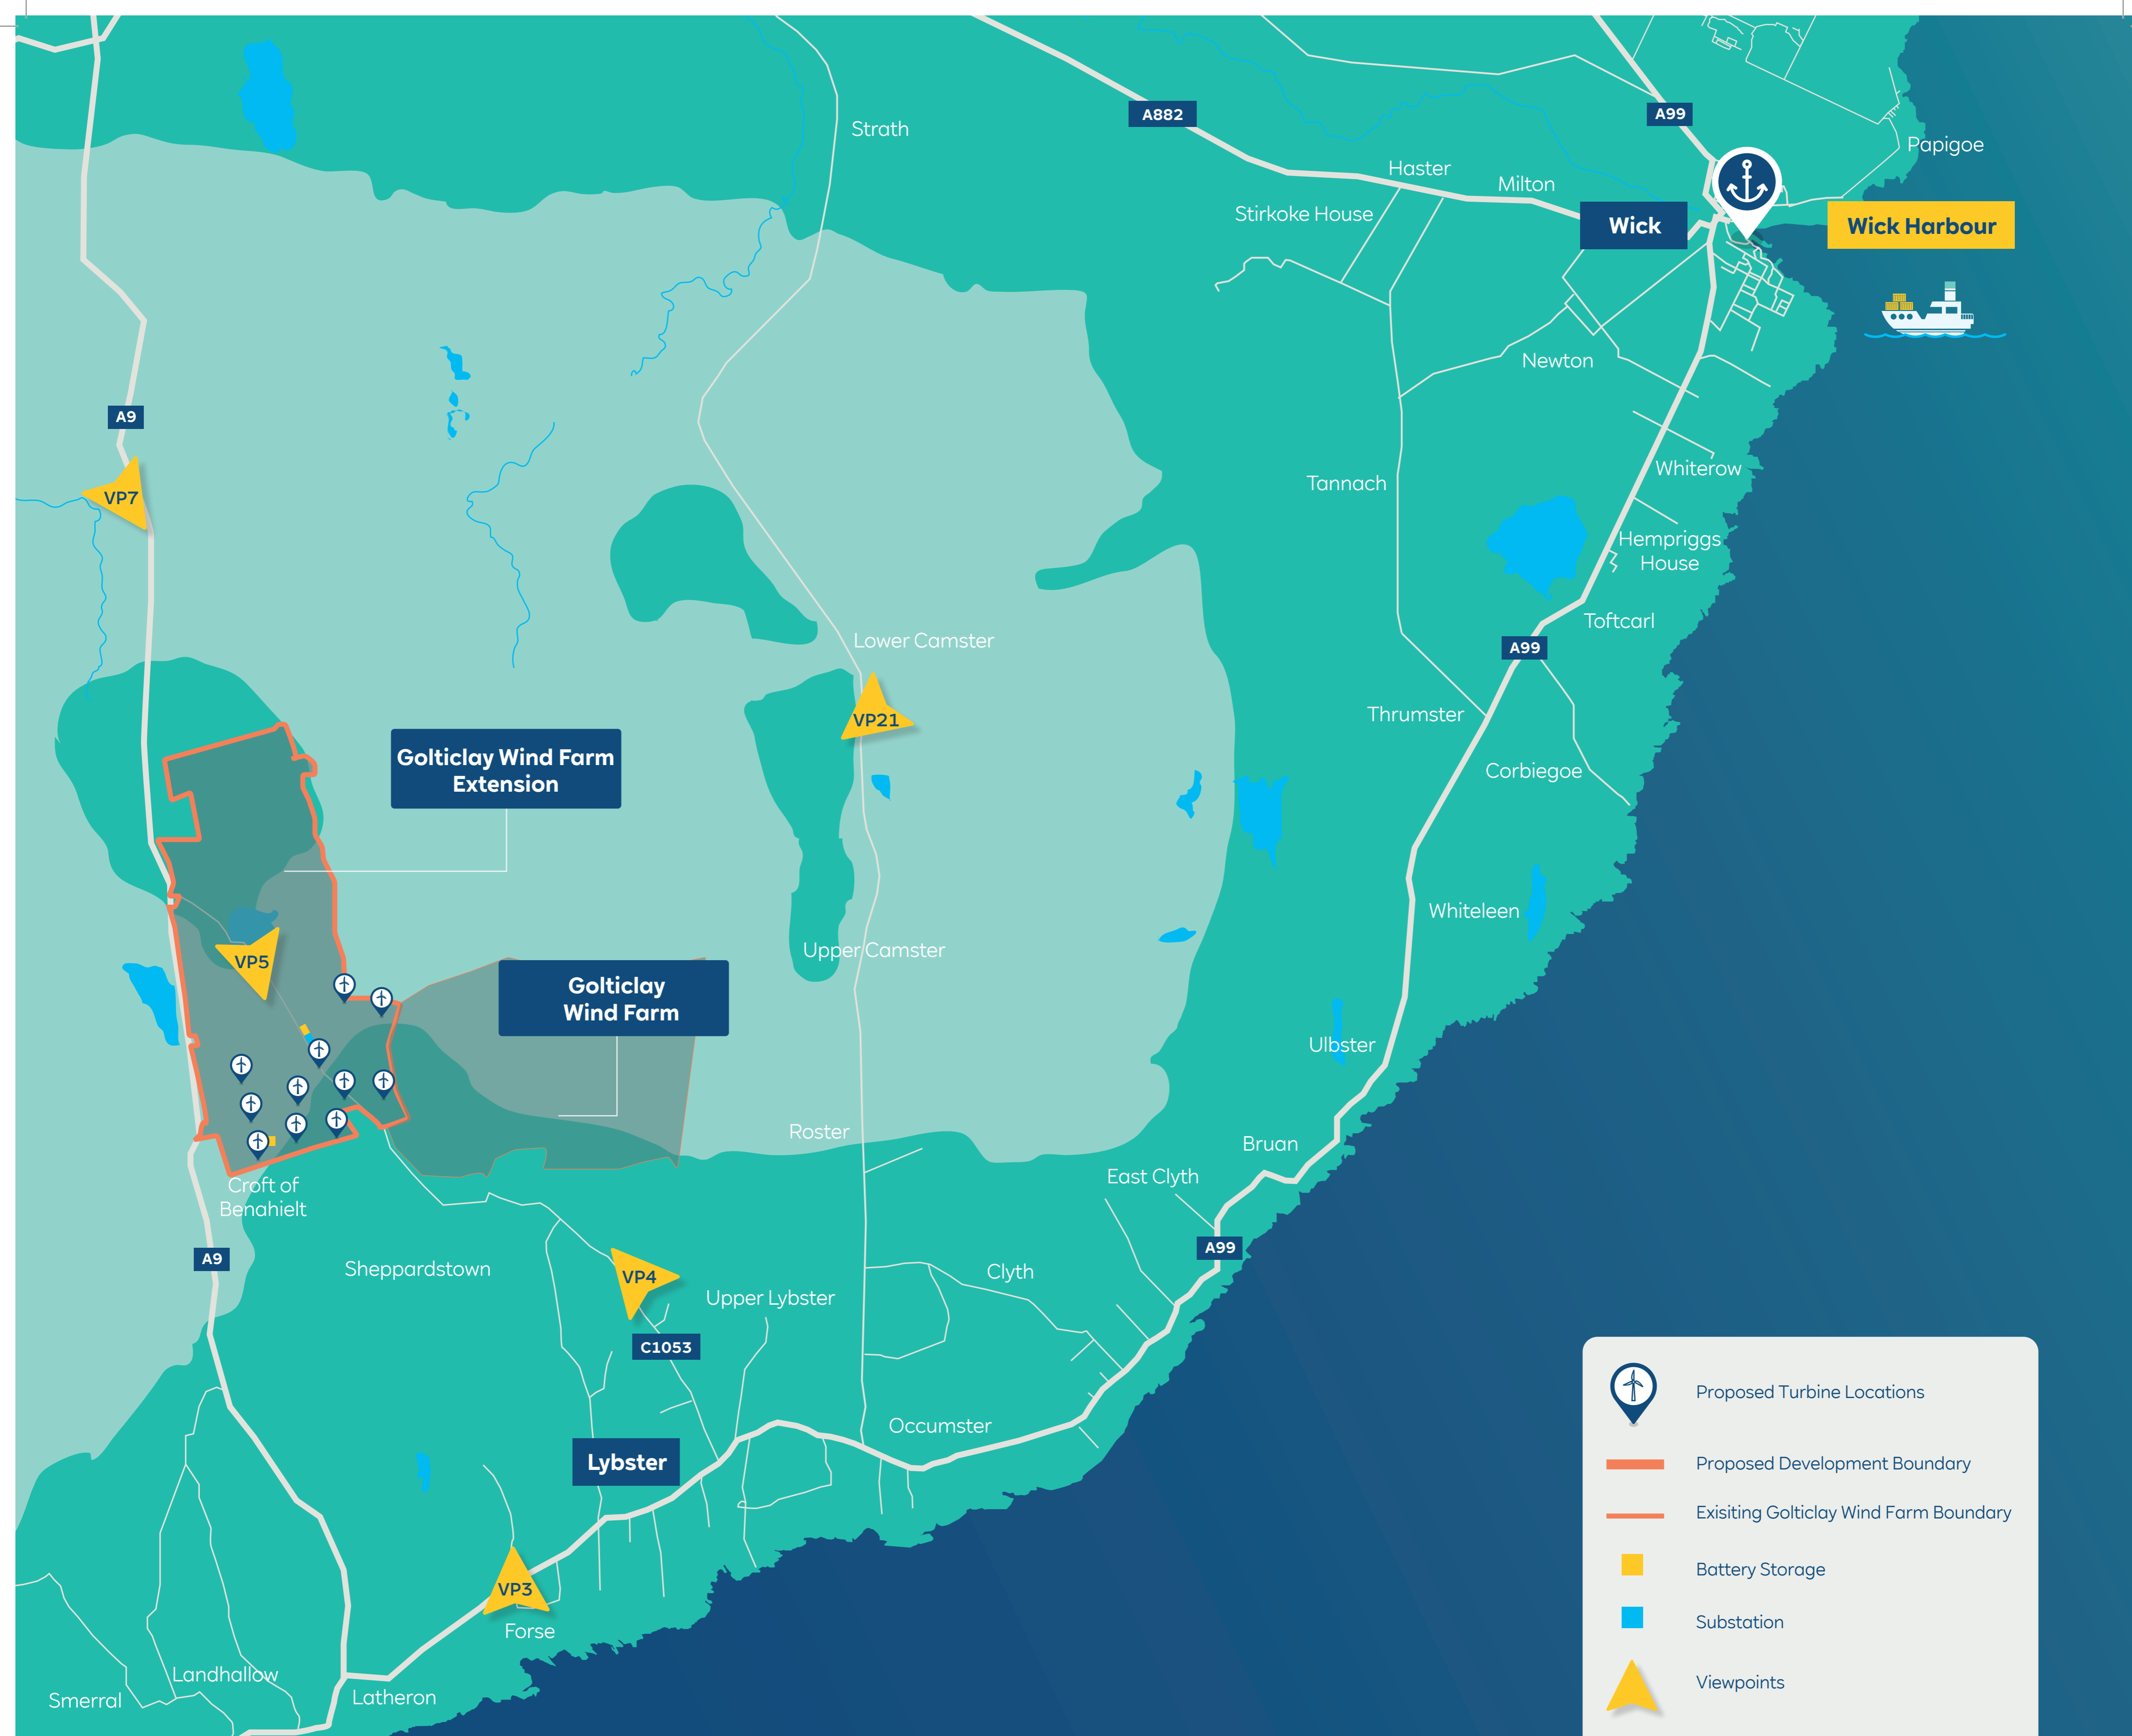 Strath
A882
A99
Papigoe
Haster
Milton
Stirkoke House
Wick
Wick Harbour
Newton
A9
Whiterow
Tannach
VP7
Hempriggs
House
Toftcarl
Lower Camster
A99
VP21
Thrumster
Golticlay Wind Farm
Extension
Corbiegoe
Whiteleen
Upper Camster
VP5
Golticlay
Wind Farm
Ulbster
Roster
Bruan
East Clyth
Croft of
Benahielt
A9
A99
Sheppardstown
VP4
Clyth
Upper Lybster
C1053
Occumster
Lybster
VP3
Forse
Landhallow
Smerral
Latheron
Proposed Turbine Locations
Proposed Development Boundary
Exisiting Golticlay Wind Farm Boundary
Battery Storage
Substation
Viewpoints